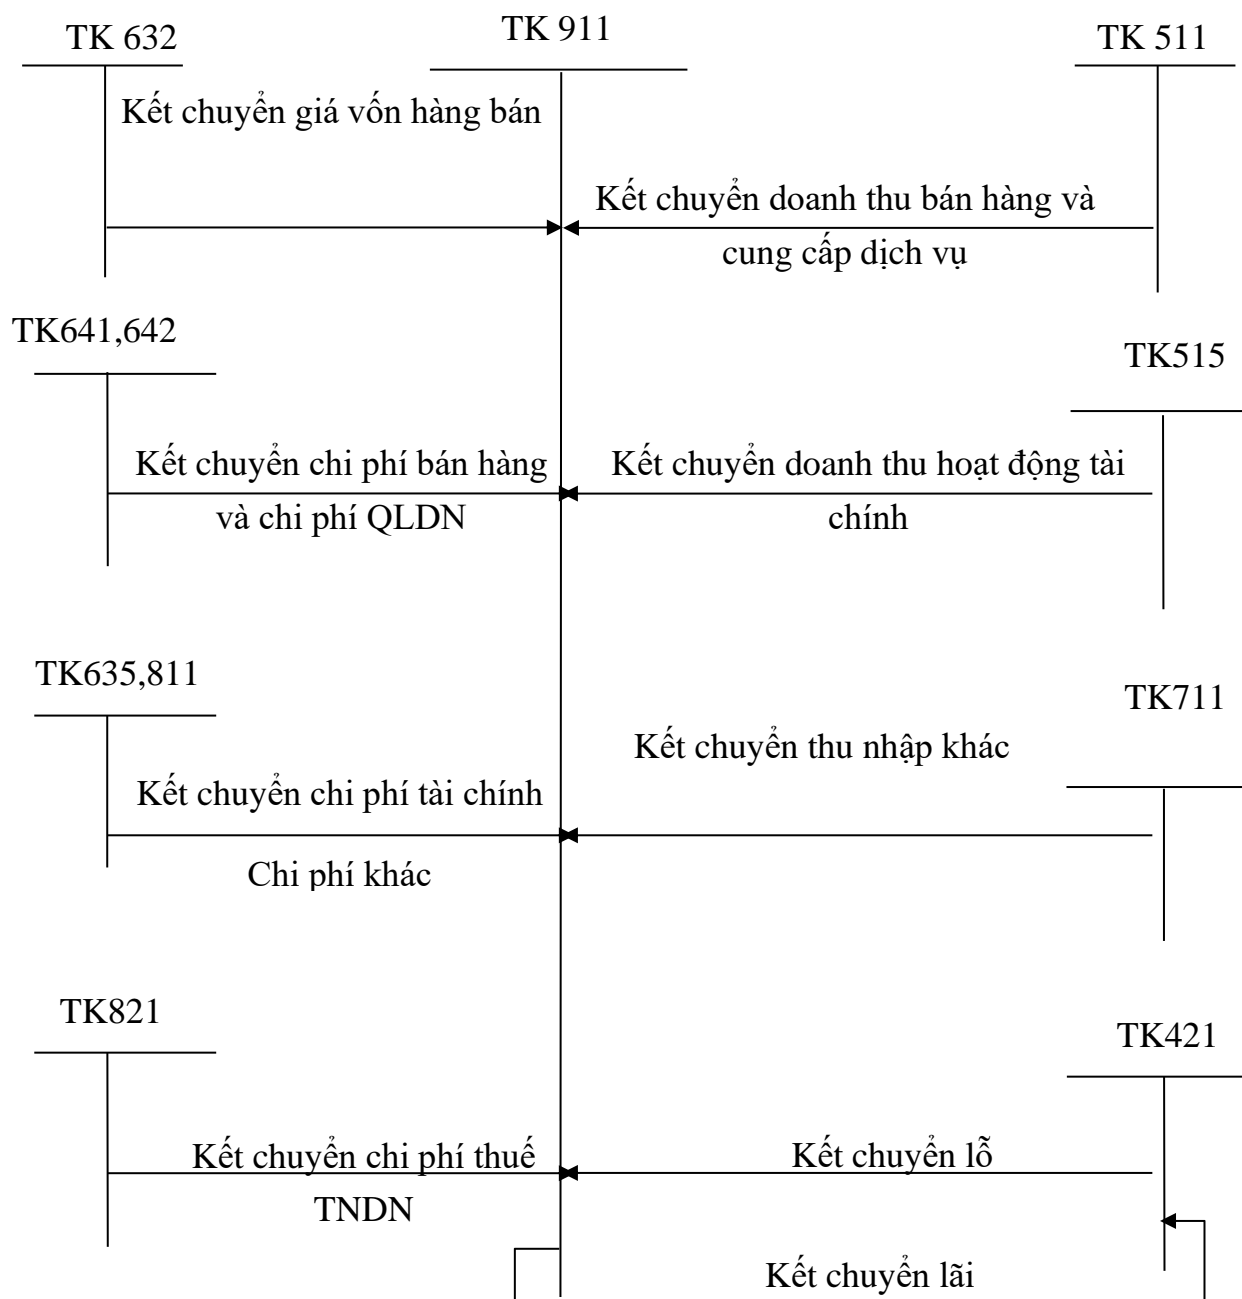 TK 632
TK 911
TK 511
Kết chuyển giá vốn hàng bán
Kết chuyển doanh thu bán hàng và
cung cấp dịch vụ
TK641,642
TK515
Kết chuyển chi phí bán hàng
và chi phí QLDN
Kết chuyển doanh thu hoạt động tài
chính
TK635,811
TK711
Kết chuyển thu nhập khác
Kết chuyển chi phí tài chính
Chi phí khác
TK821
TK421
Kết chuyển chi phí thuế
TNDN
Kết chuyển lỗ
Kết chuyển lãi